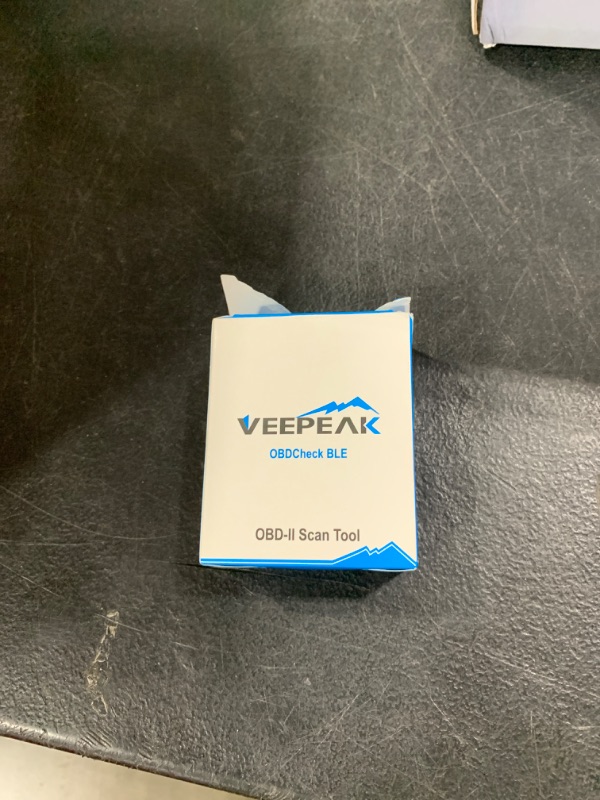 VEEPEAK
OBDCheck BLE
OBD-II Scan Tool